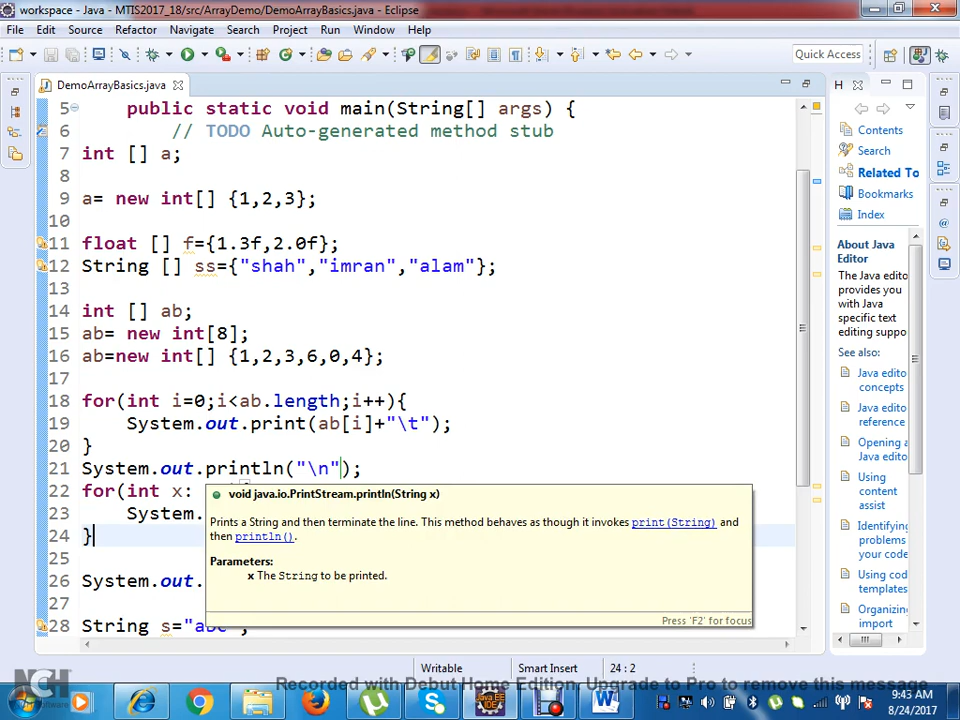 workspace - Java - MTIS2017_18/src/ArrayDemo/DemoArrayBasics.java - Eclipse
File Edit Source Refactor Navigate Search Project Run Window Help
Quick Access
DemoArrayBasics.java
H
5 public static void main(String[] args) {
6 // TODO Auto-generated method stub
7 int [] a;
8
9 a= new int[] {1,2,3};
10
11 float [] f={1.3f,2.0f};
12 String [] ss={"shah","imran","alam"};
13
14 int [] ab;
15 ab= new int[8];
16 ab=new int[] {1,2,3,6,0,4};
17
18 for(int i=0;i<ab.length;i++){
19 System.out.print(ab[i]+"\t");
20 }
21 System.out.println("\n");
22 for(int x:
23 System.
24 }
25
26 System.out.
27
28 String s="abc";
void java.io.PrintStream.println(String x)
Prints a String and then terminate the line. This method behaves as though it invokes print(String) and
then println().
Parameters:
x The String to be printed.
Press 'F2' for focus
Contents
Search
Related To
Bookmarks
Index
About Java
Editor
The Java editor
provides you
with Java
specific text
editing suppo
See also:
Java edito
concepts
Java edito
reference
Opening a
Java edito
Using
content
assist
Identifying
problems
your code
Using cod
templates
Organizing
import
Writable Smart Insert 24 : 2
NCH Software
Recorded with Debut Home Edition. Upgrade to Pro to remove this message
9:43 AM
8/24/2017